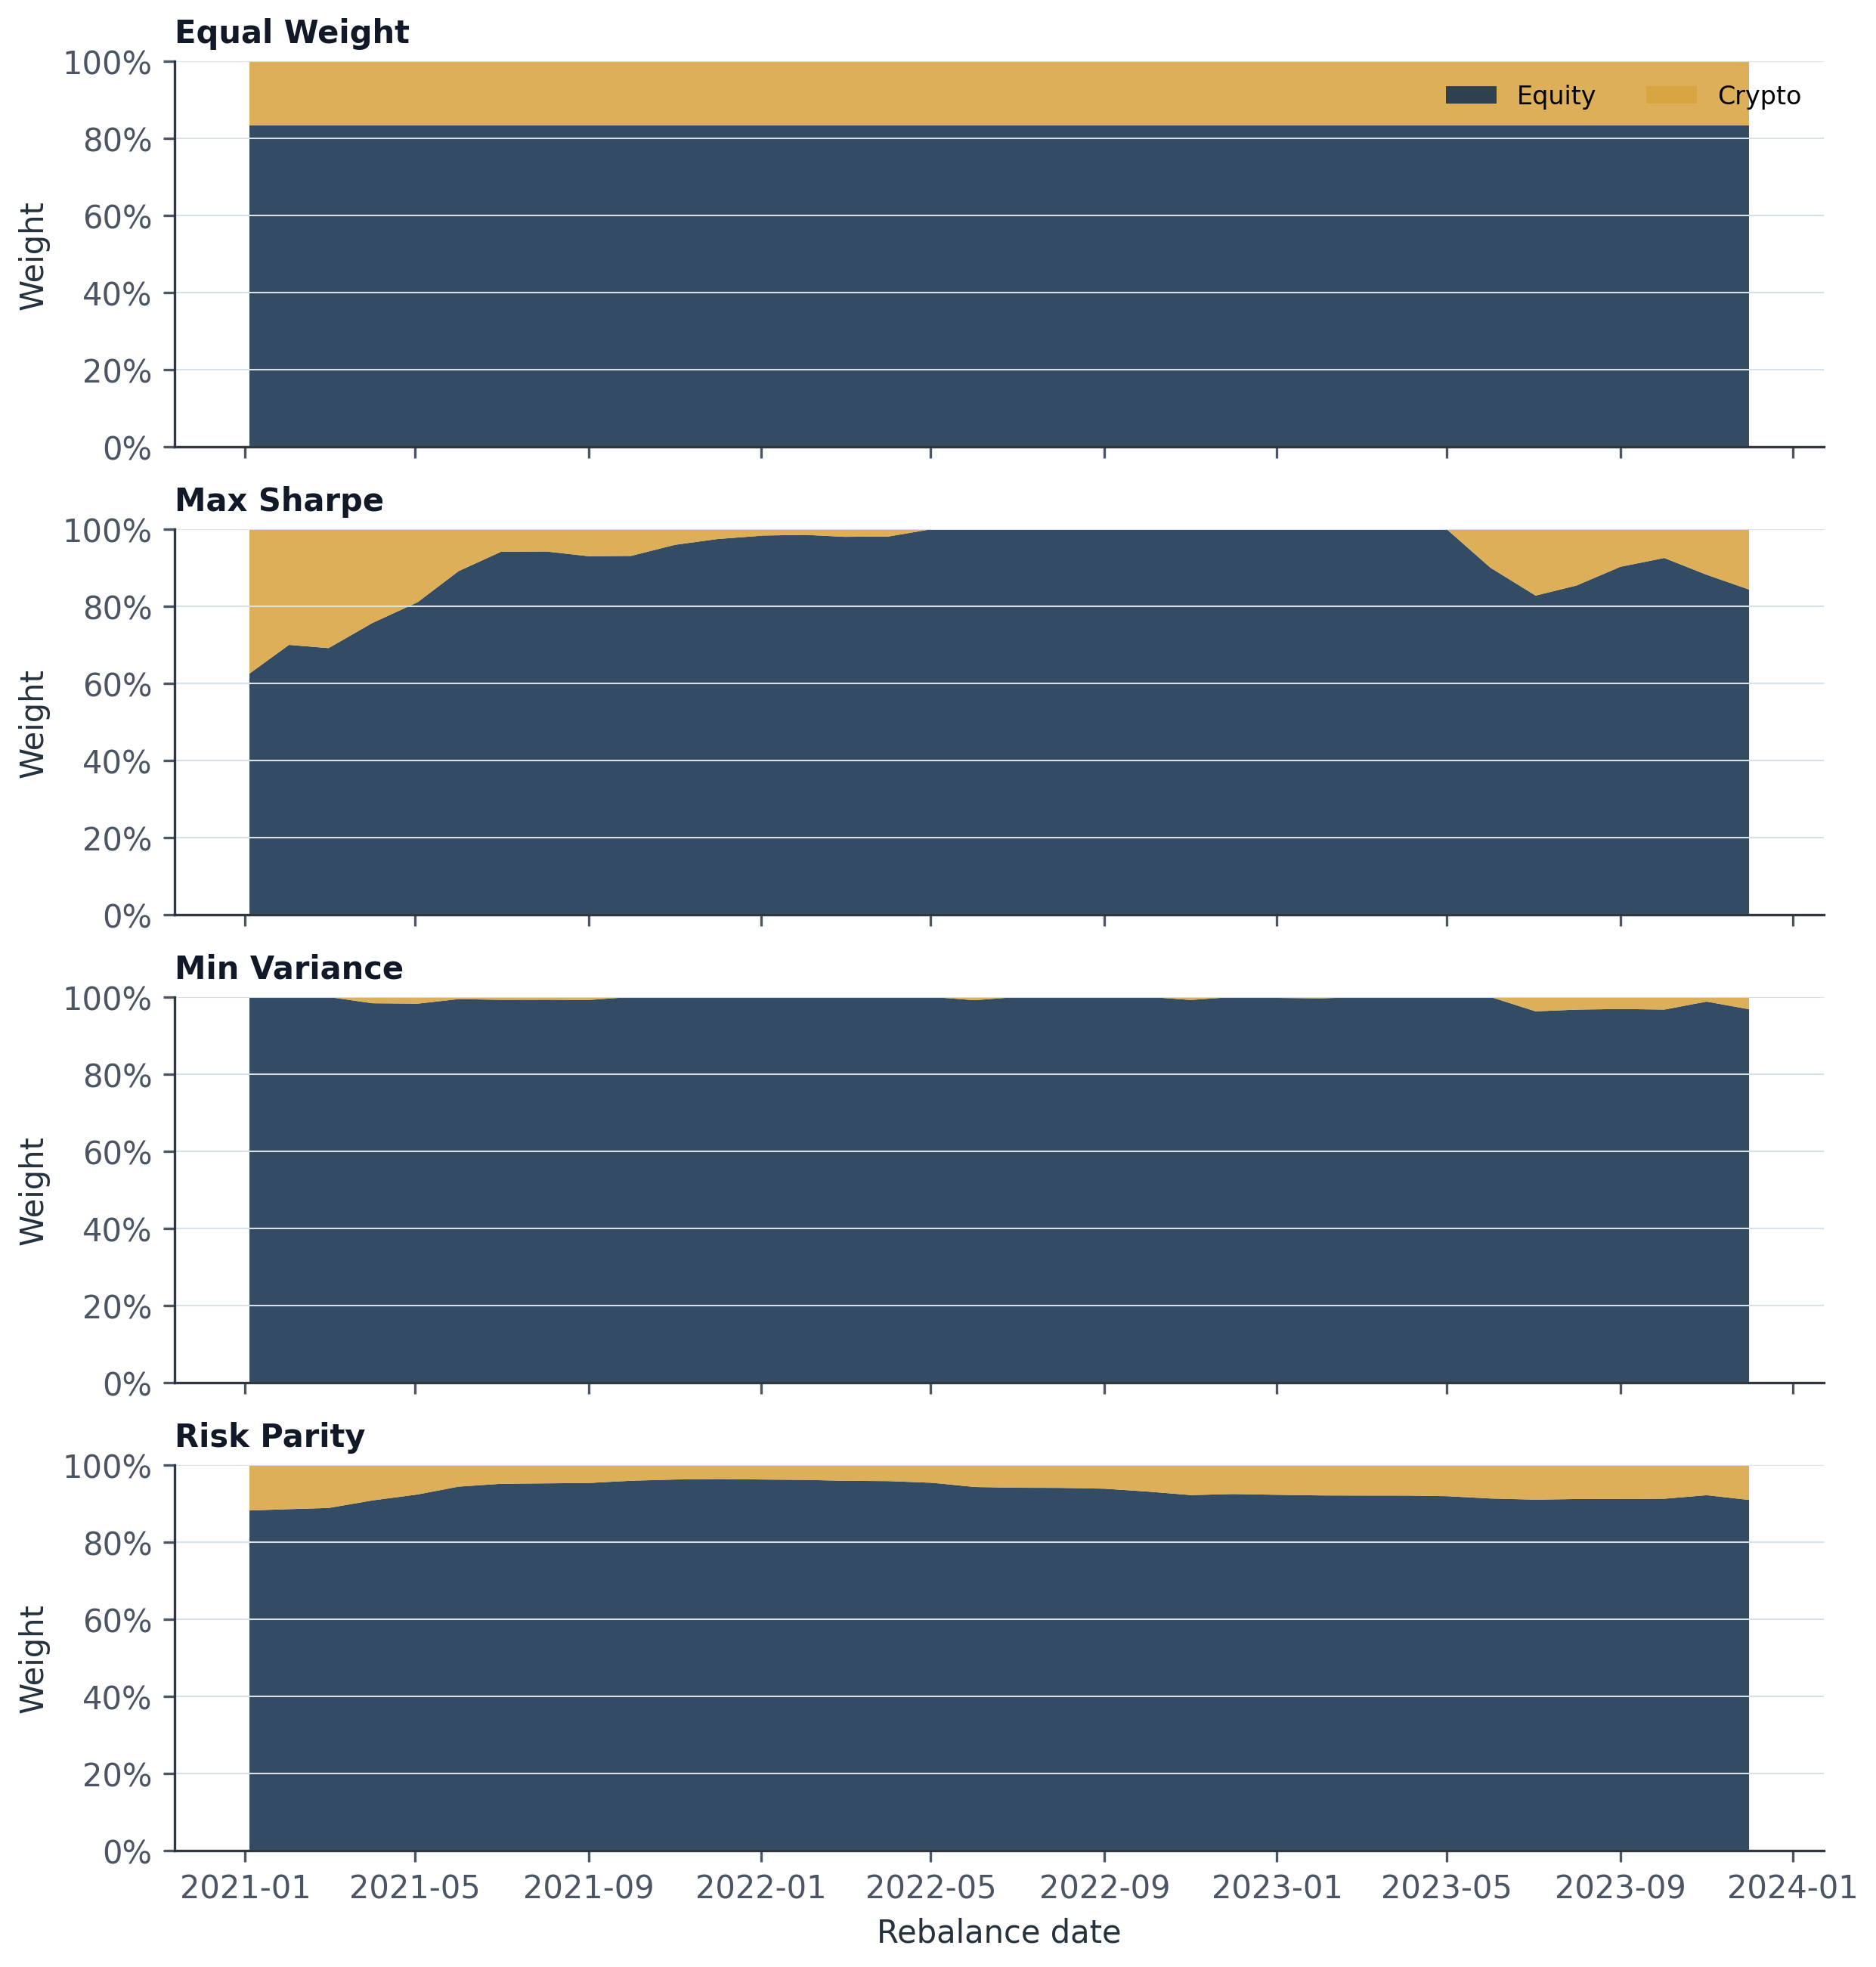 Equal Weight
100%
Equity Crypto
80%
60%
40%
20%
0%
Weight
Max Sharpe
100%
80%
60%
40%
20%
0%
Weight
Min Variance
100%
80%
60%
40%
20%
0%
Weight
Risk Parity
100%
80%
60%
40%
20%
0%
Weight
2021-01 2021-05 2021-09 2022-01 2022-05 2022-09 2023-01 2023-05 2023-09 2024-01
Rebalance date